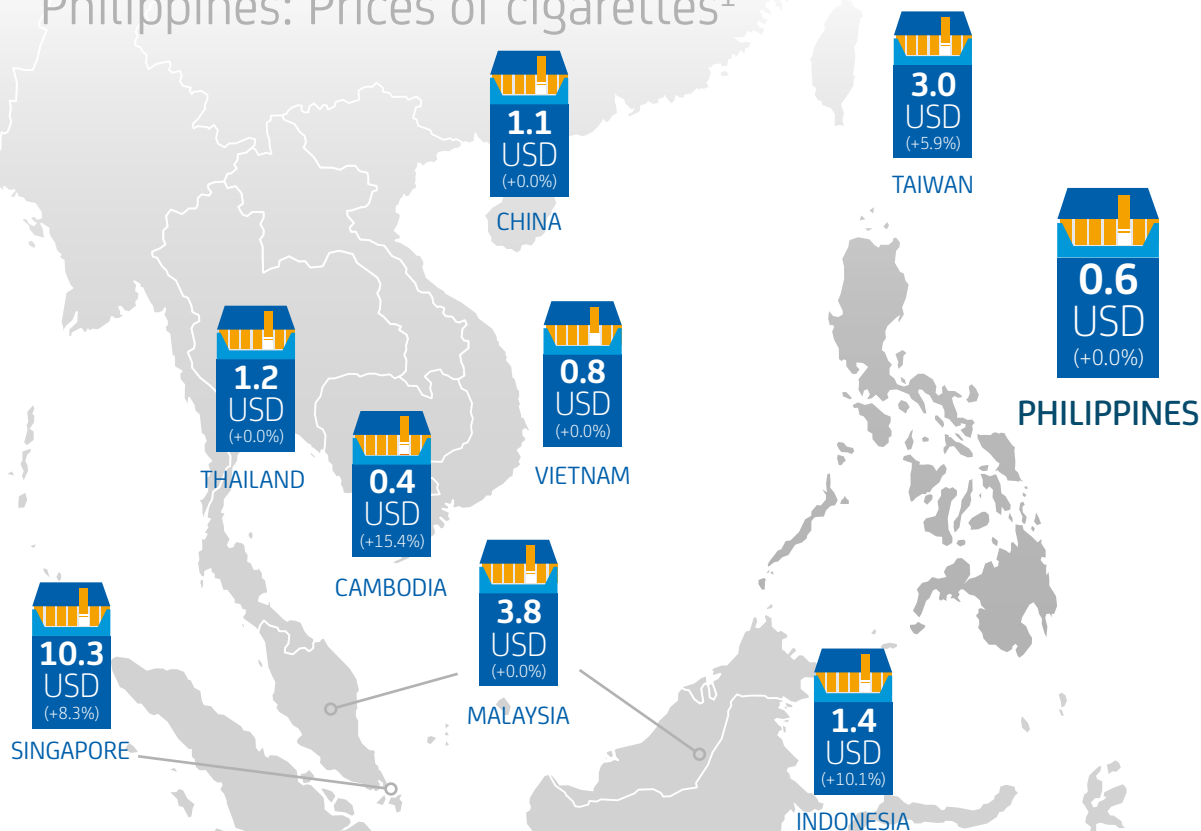 Philippines: Prices of cigarettes¹
3.0
USD
(+5.9%)
TAIWAN
1.1
USD
(+0.0%)
CHINA
0.6
USD
(+0.0%)
PHILIPPINES
1.2
USD
(+0.0%)
THAILAND
0.8
USD
(+0.0%)
VIETNAM
0.4
USD
(+15.4%)
CAMBODIA
3.8
USD
(+0.0%)
MALAYSIA
10.3
USD
(+8.3%)
SINGAPORE
1.4
USD
(+10.1%)
INDONESIA